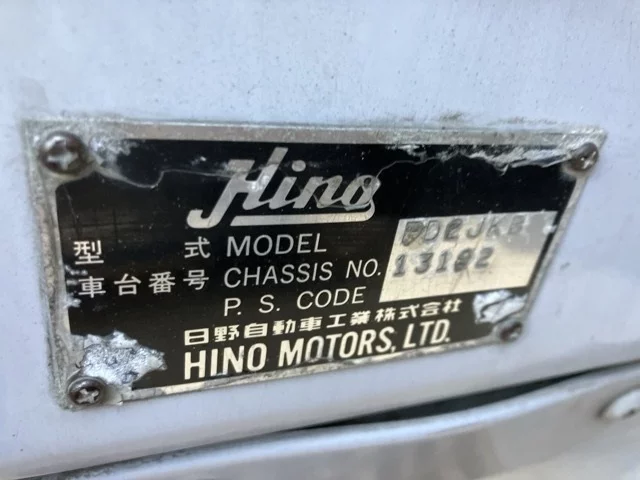 Hino
型式 MODEL
車台番号 CHASSIS NO. 13192
P. S. CODE
日野自動車工業株式会社
HINO MOTORS, LTD.